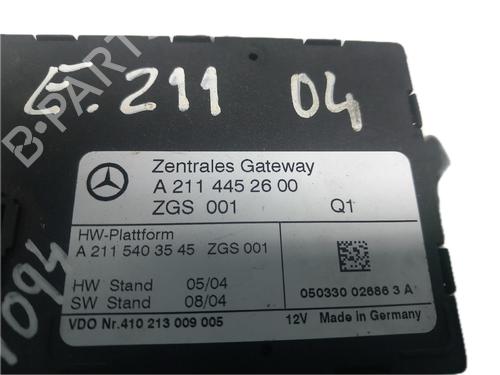 E.211 04
B-PARTS
Zentrales Gateway
A 211 445 26 00
ZGS 001 Q1
HW-Plattform
A 211 540 35 45 ZGS 001
HW Stand 05/04
SW Stand 08/04
050330 02686 3 A
VDO Nr.410 213 009 005 12V Made in Germany
1094